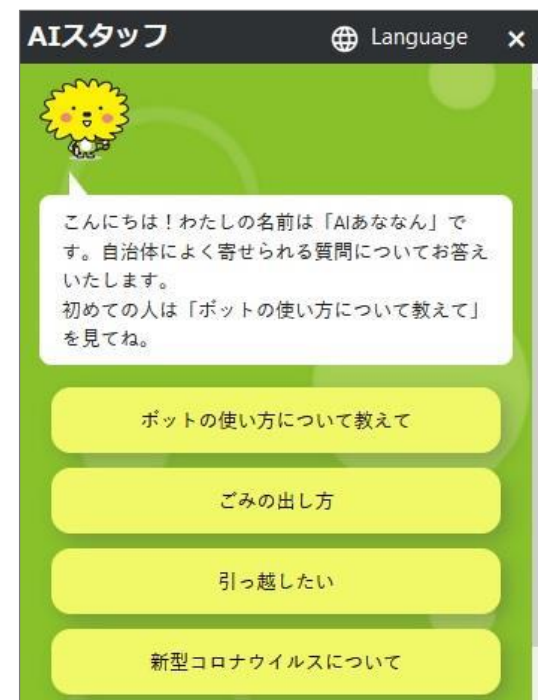 AIスタッフ
Language
×
こんにちは！わたしの名前は「AIあななん」で
す。自治体によく寄せられる質問についてお答え
いたします。
初めての人は「ボットの使い方について教えて」
を見てね。
ボットの使い方について教えて
ごみの出し方
引っ越したい
新型コロナウイルスについて